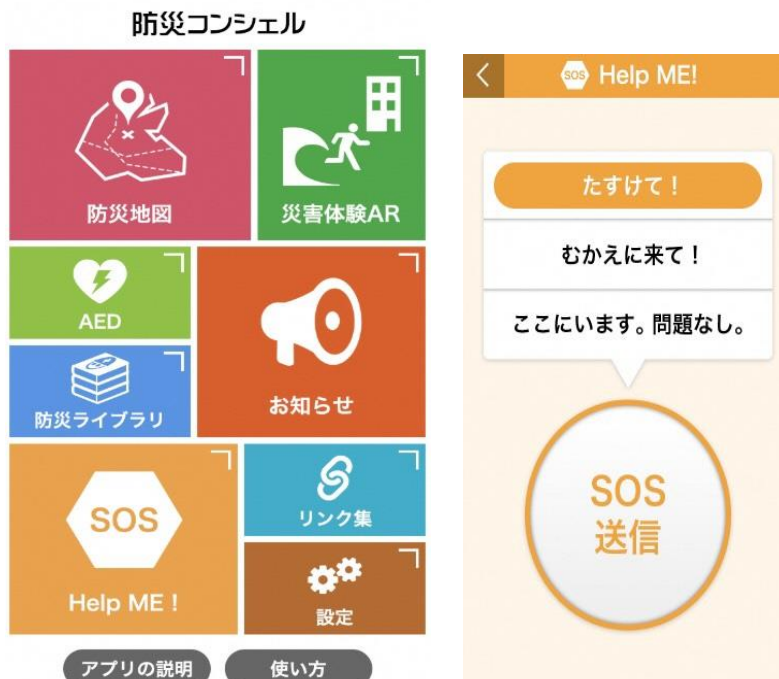 防災コンシェル
防災地図
災害体験AR
AED
お知らせ
防災ライブラリ
SOS
Help ME！
リンク集
設定
アプリの説明
使い方
SOS Help ME!
たすけて！
むかえに来て！
ここにいます。問題なし。
SOS
送信